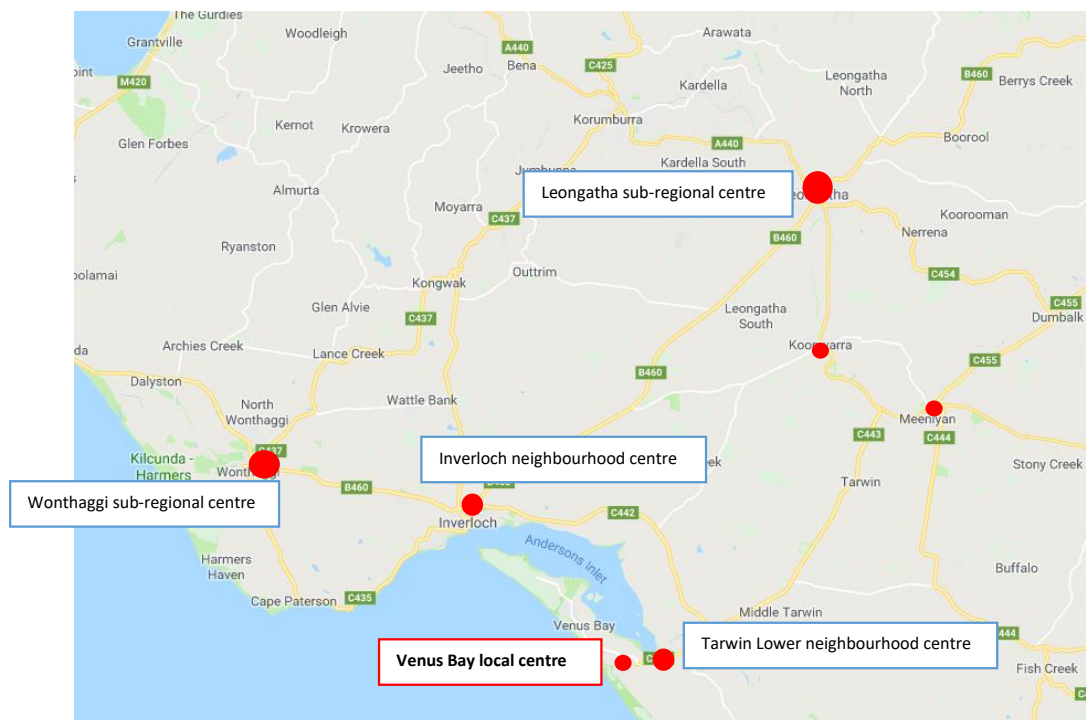 The Gurdies
Grantville
Woodleigh
A440
Bena
C425
Arawata
Jeetho
M420
oint
Kardella
Leongatha
North
B460
Berrys Creek
Kernot
Krowera
Korumburra
Glen Forbes
A440
Boorool
Kardella South
Leongatha sub-regional centre
Almurta
Moyarra
C437
Koorooman
Nerrena
Ryanston
B460
C454
olamai
Kongwak
Outtrim
C455
Glen Alvie
Leongatha
South
Dumbalk
C437
Archies Creek
Lance Creek
da
C455
B460
Dalyston
Wattle Bank
North
Wonthaggi
Meeniyan
C443
C444
Inverloch neighbourhood centre
Kilcunda -
Harmers
eek
Stony Creek
B460
Tarwin
Wonthaggi sub-regional centre
C442
Inverloch
Andersons Inlet
Harmers
Haven
Buffalo
Cape Paterson
C435
Middle Tarwin
Venus Bay
444
Tarwin Lower neighbourhood centre
Venus Bay local centre
Fish Creek